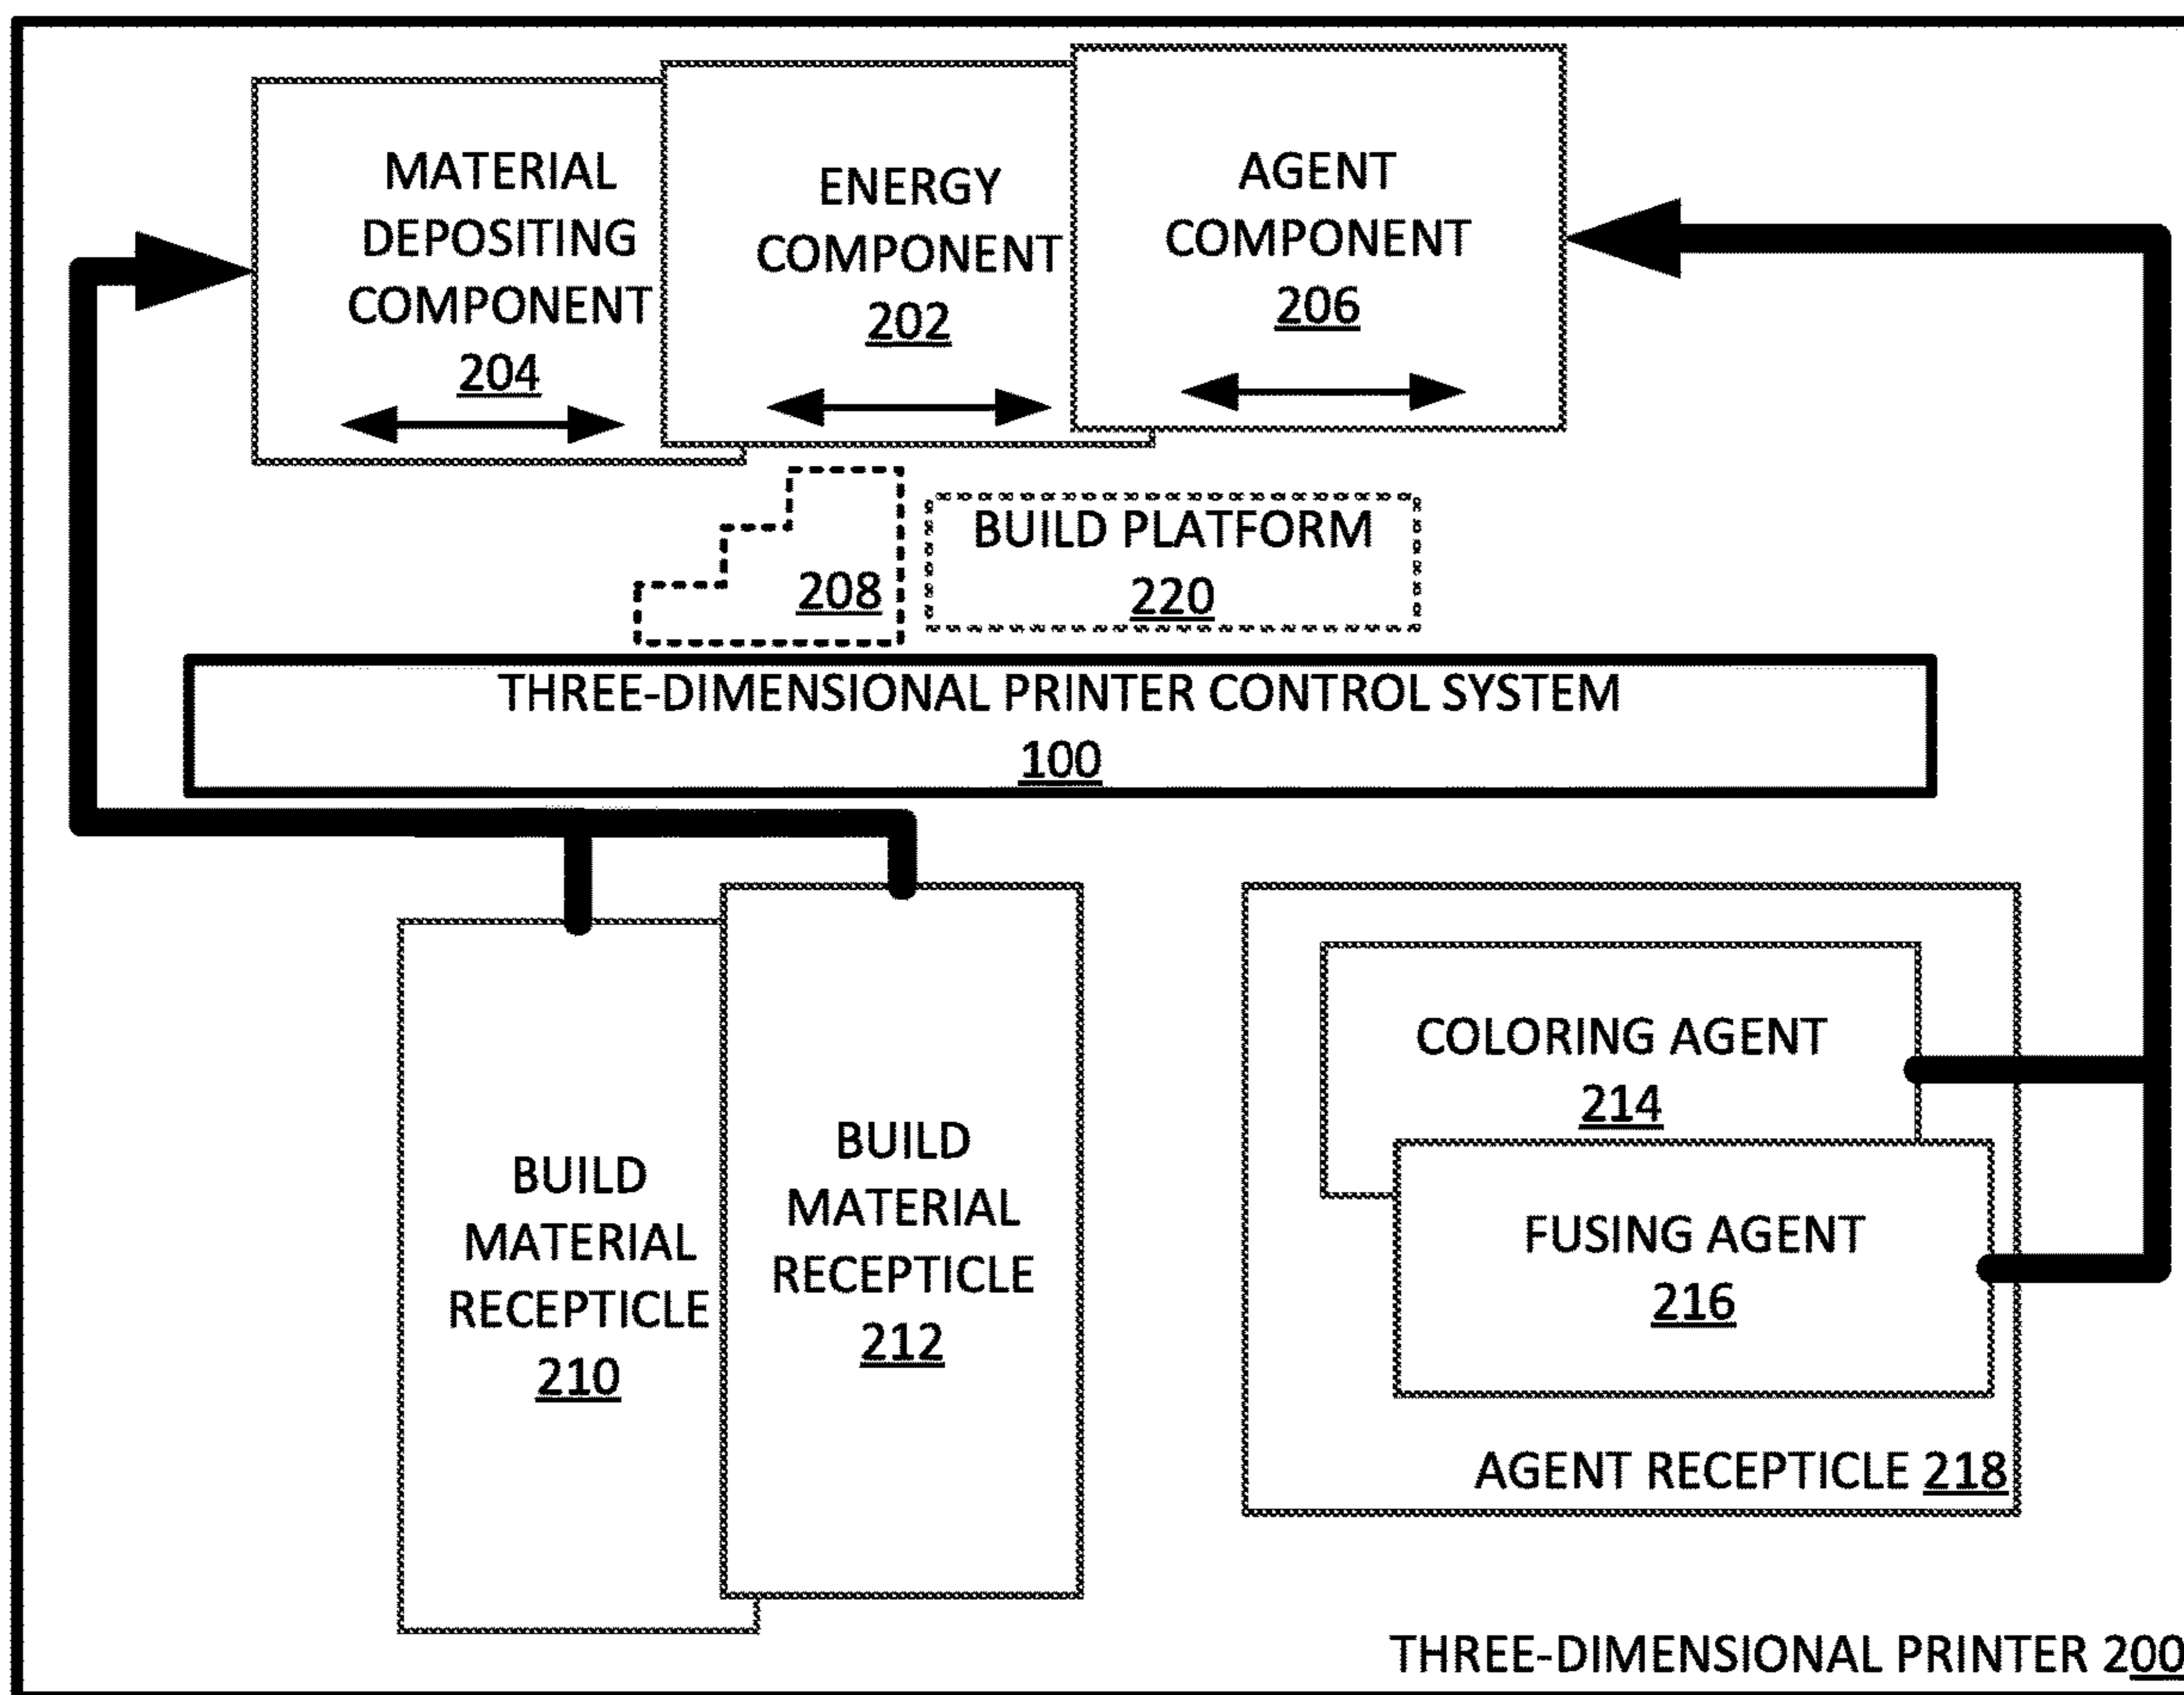 MATERIAL
DEPOSITING
COMPONENT
204
ENERGY
COMPONENT
202
AGENT
COMPONENT
206
208
BUILD PLATFORM
220
THREE-DIMENSIONAL PRINTER CONTROL SYSTEM
100
BUILD
MATERIAL
RECEPTICLE
210
BUILD
MATERIAL
RECEPTICLE
212
COLORING AGENT
214
FUSING AGENT
216
AGENT RECEPTICLE 218
THREE-DIMENSIONAL PRINTER 200